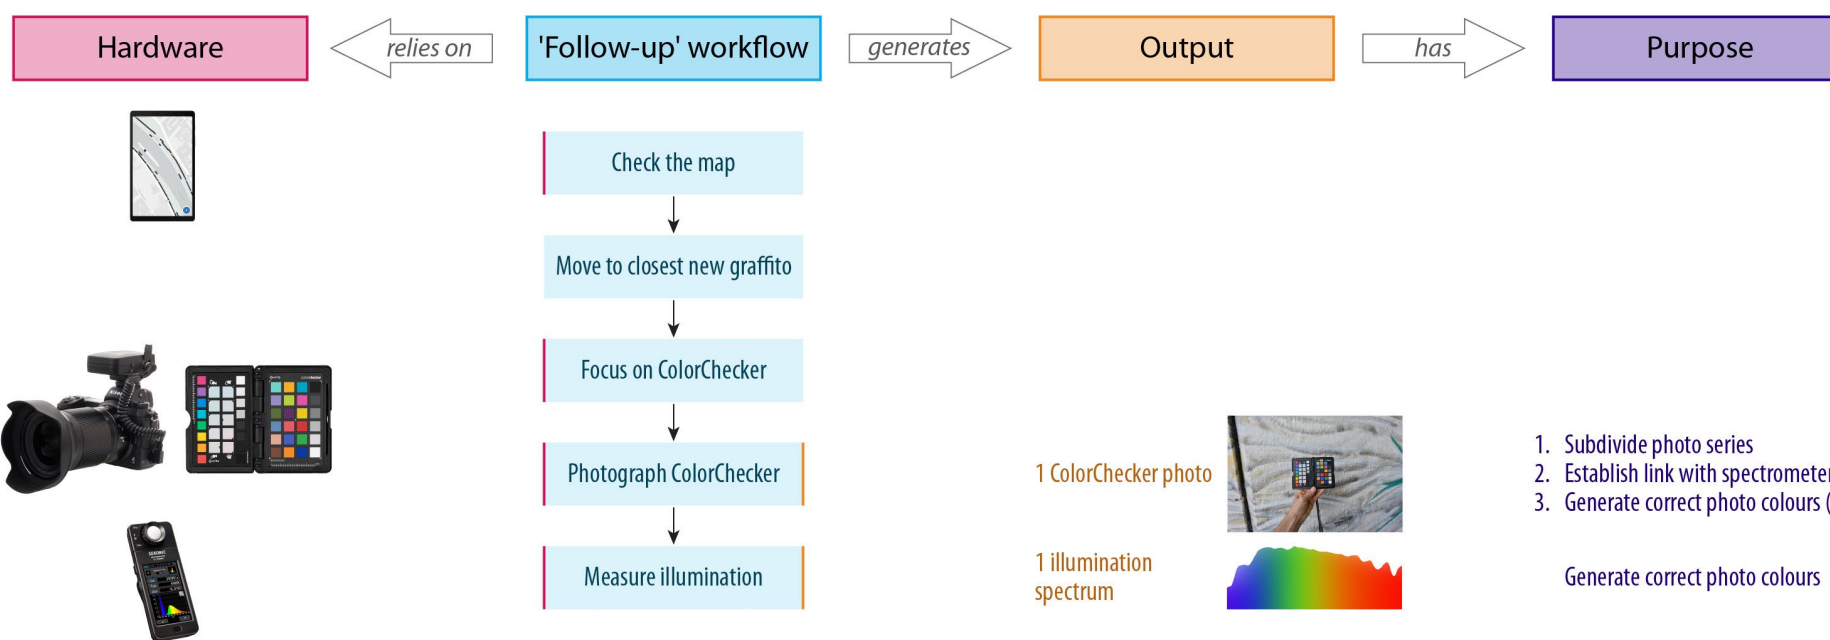 Hardware
relies on
'Follow-up' workflow
generates
Output
has
Purpose
Check the map
Move to closest new graffito
Focus on ColorChecker
Photograph ColorChecker
1 ColorChecker photo
1. Subdivide photo series
2. Establish link with spectrometer
3. Generate correct photo colours (
Measure illumination
1 illumination
spectrum
Generate correct photo colours
SEKONIC